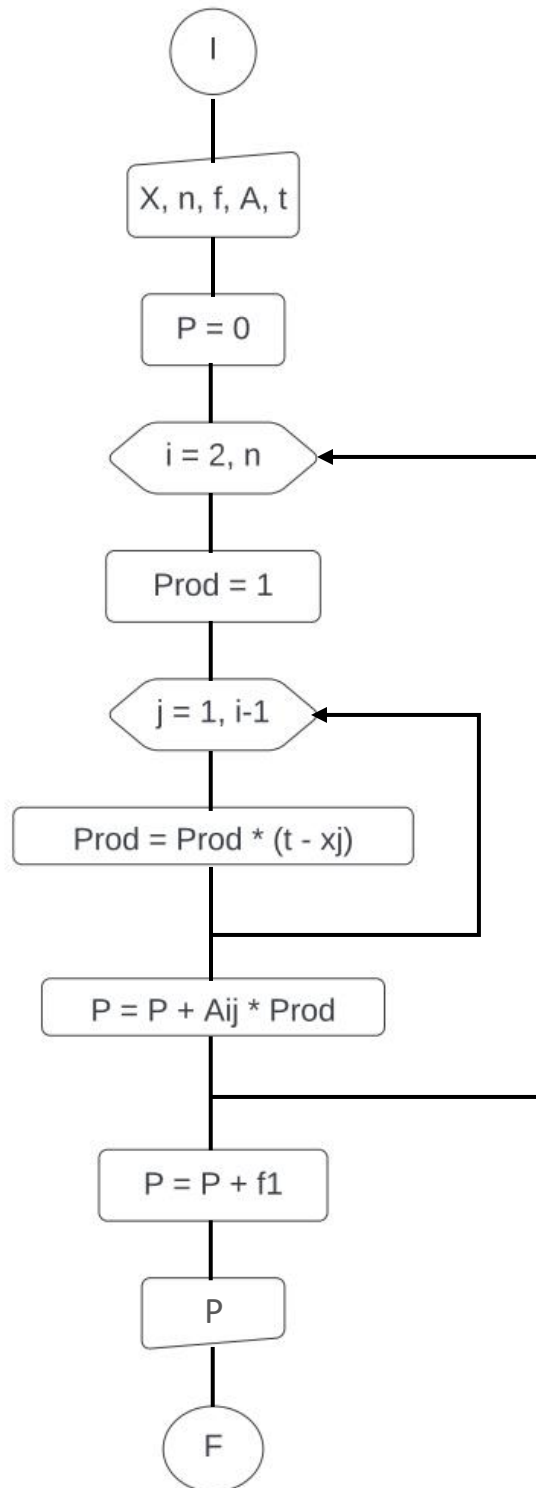 I
X, n, f, A, t
P = 0
i = 2, n
Prod = 1
j = 1, i-1
Prod = Prod * (t - xj)
P = P + Aij * Prod
P = P + f1
P
F